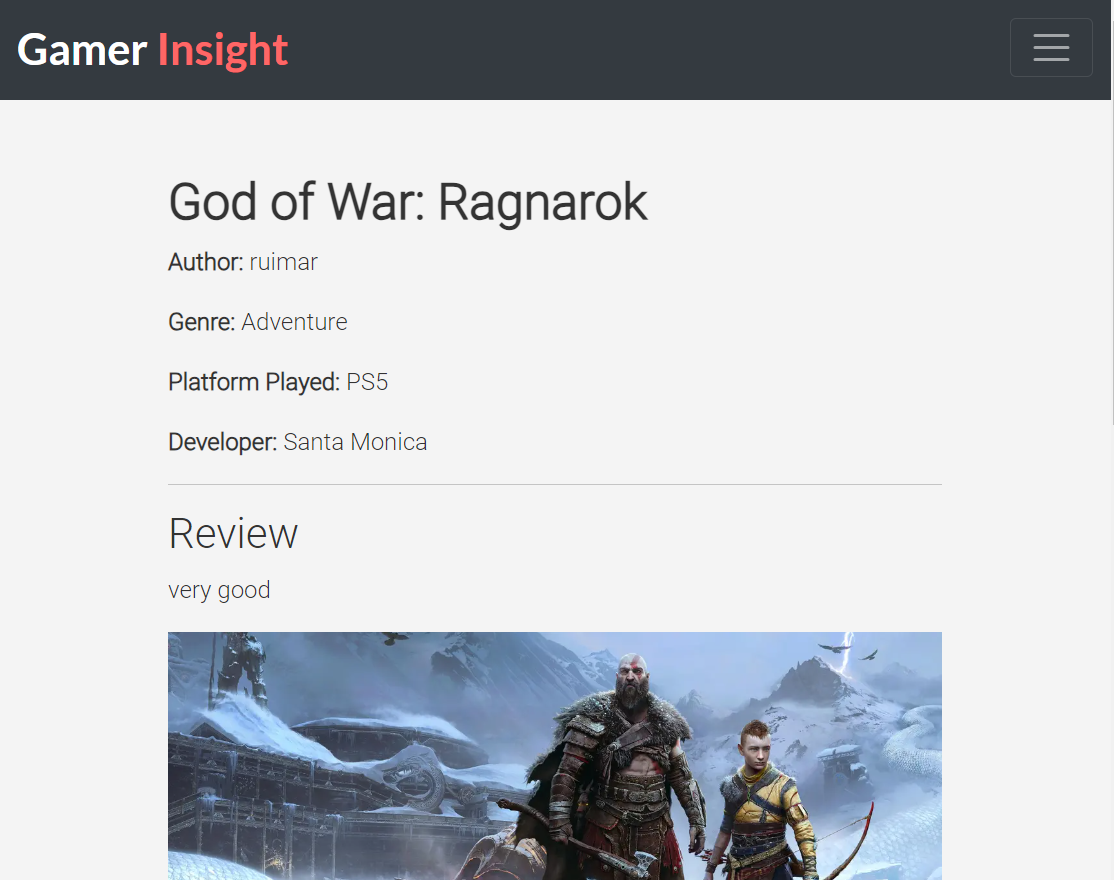 Gamer Insight
God of War: Ragnarok
Author: ruimar
Genre: Adventure
Platform Played: PS5
Developer: Santa Monica
Review
very good